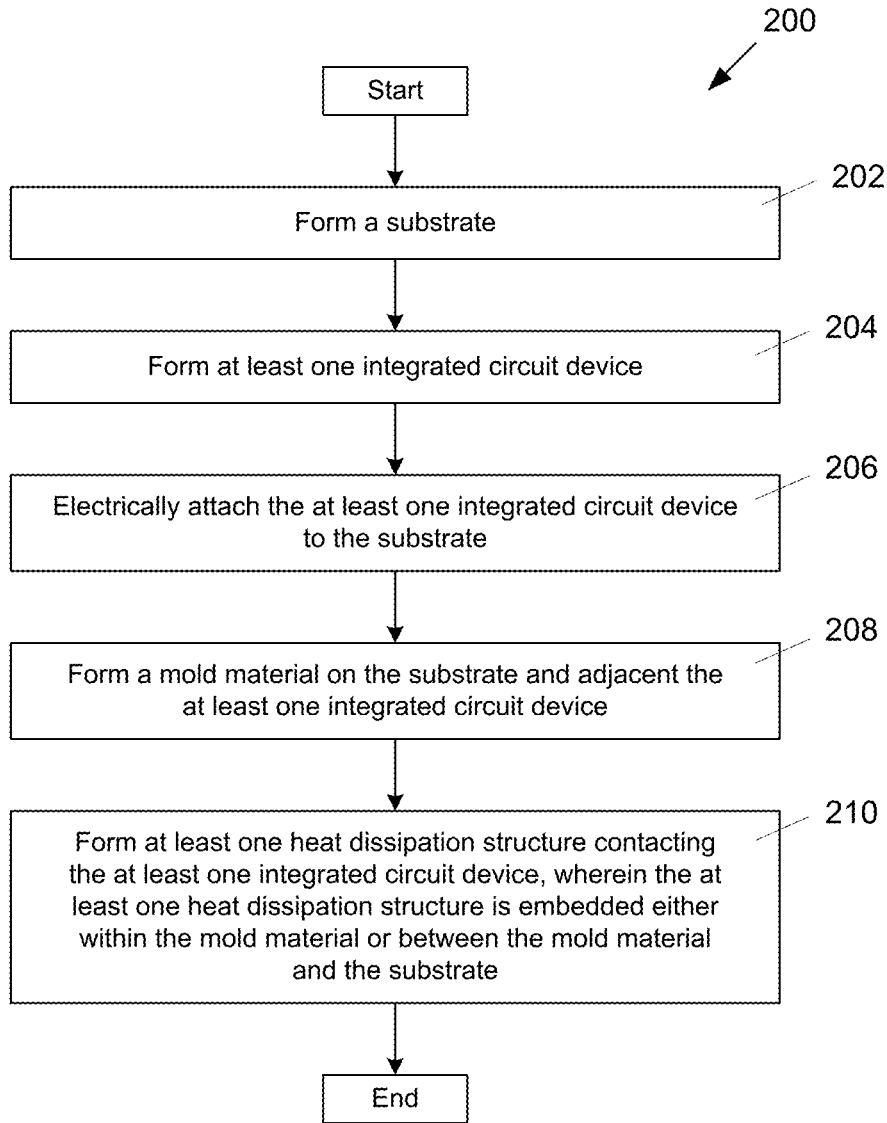 200
Start
202
Form a substrate
204
Form at least one integrated circuit device
206
Electrically attach the at least one integrated circuit device
to the substrate
208
Form a mold material on the substrate and adjacent the
at least one integrated circuit device
210
Form at least one heat dissipation structure contacting
the at least one integrated circuit device, wherein the at
least one heat dissipation structure is embedded either
within the mold material or between the mold material
and the substrate
End